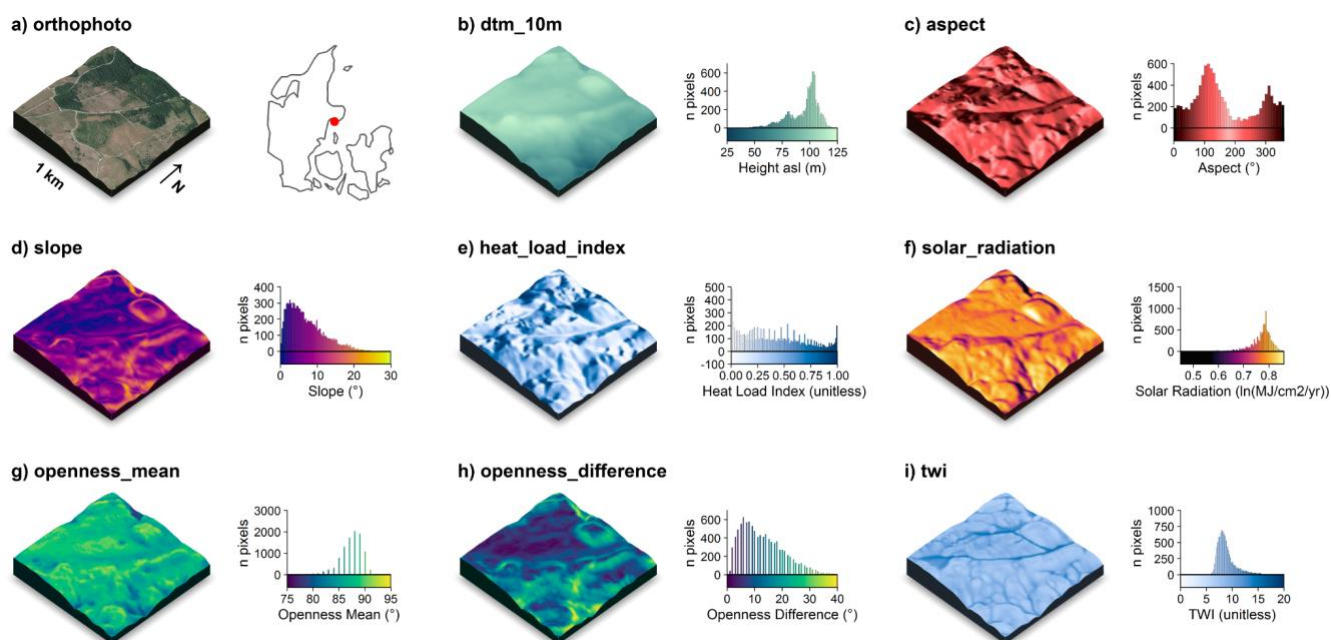 a) orthophoto
1 km
N
b) dtm_10m
n pixels
600
400
200
0
25 50 75 100 125
Height asl (m)
c) aspect
n pixels
600
400
200
0
0 100 200 300
Aspect (°)
d) slope
n pixels
400
300
200
100
0
0 10 20 30
Slope (°)
e) heat_load_index
n pixels
500
400
300
200
100
0
-100
0.00 0.25 0.50 0.75 1.00
Heat Load Index (unitless)
f) solar_radiation
n pixels
1500
1000
500
0
0.5 0.6 0.7 0.8
Solar Radiation (ln(MJ/cm2/yr))
g) openness_mean
n pixels
3000
2000
1000
0
75 80 85 90 95
Openness Mean (°)
h) openness_difference
n pixels
600
400
200
0
0 10 20 30 40
Openness Difference (°)
i) twi
n pixels
1000
750
500
250
0
0 5 10 15 20
TWI (unitless)